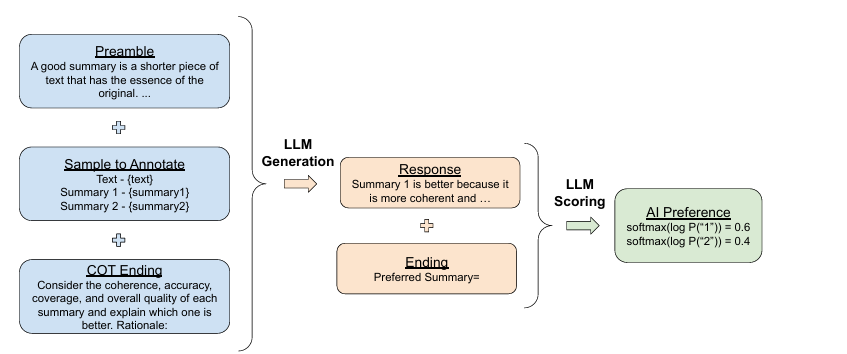 Preamble
A good summary is a shorter piece of
text that has the essence of the
original. ...
Sample to Annotate
Text - {text}
Summary 1 - {summary1}
Summary 2 - {summary2}
COT Ending
Consider the coherence, accuracy,
coverage, and overall quality of each
summary and explain which one is
better. Rationale:
LLM
Generation
Response
Summary 1 is better because it
is more coherent and ...
Ending
Preferred Summary=
LLM
Scoring
AI Preference
softmax(log P("1")) = 0.6
softmax(log P("2")) = 0.4